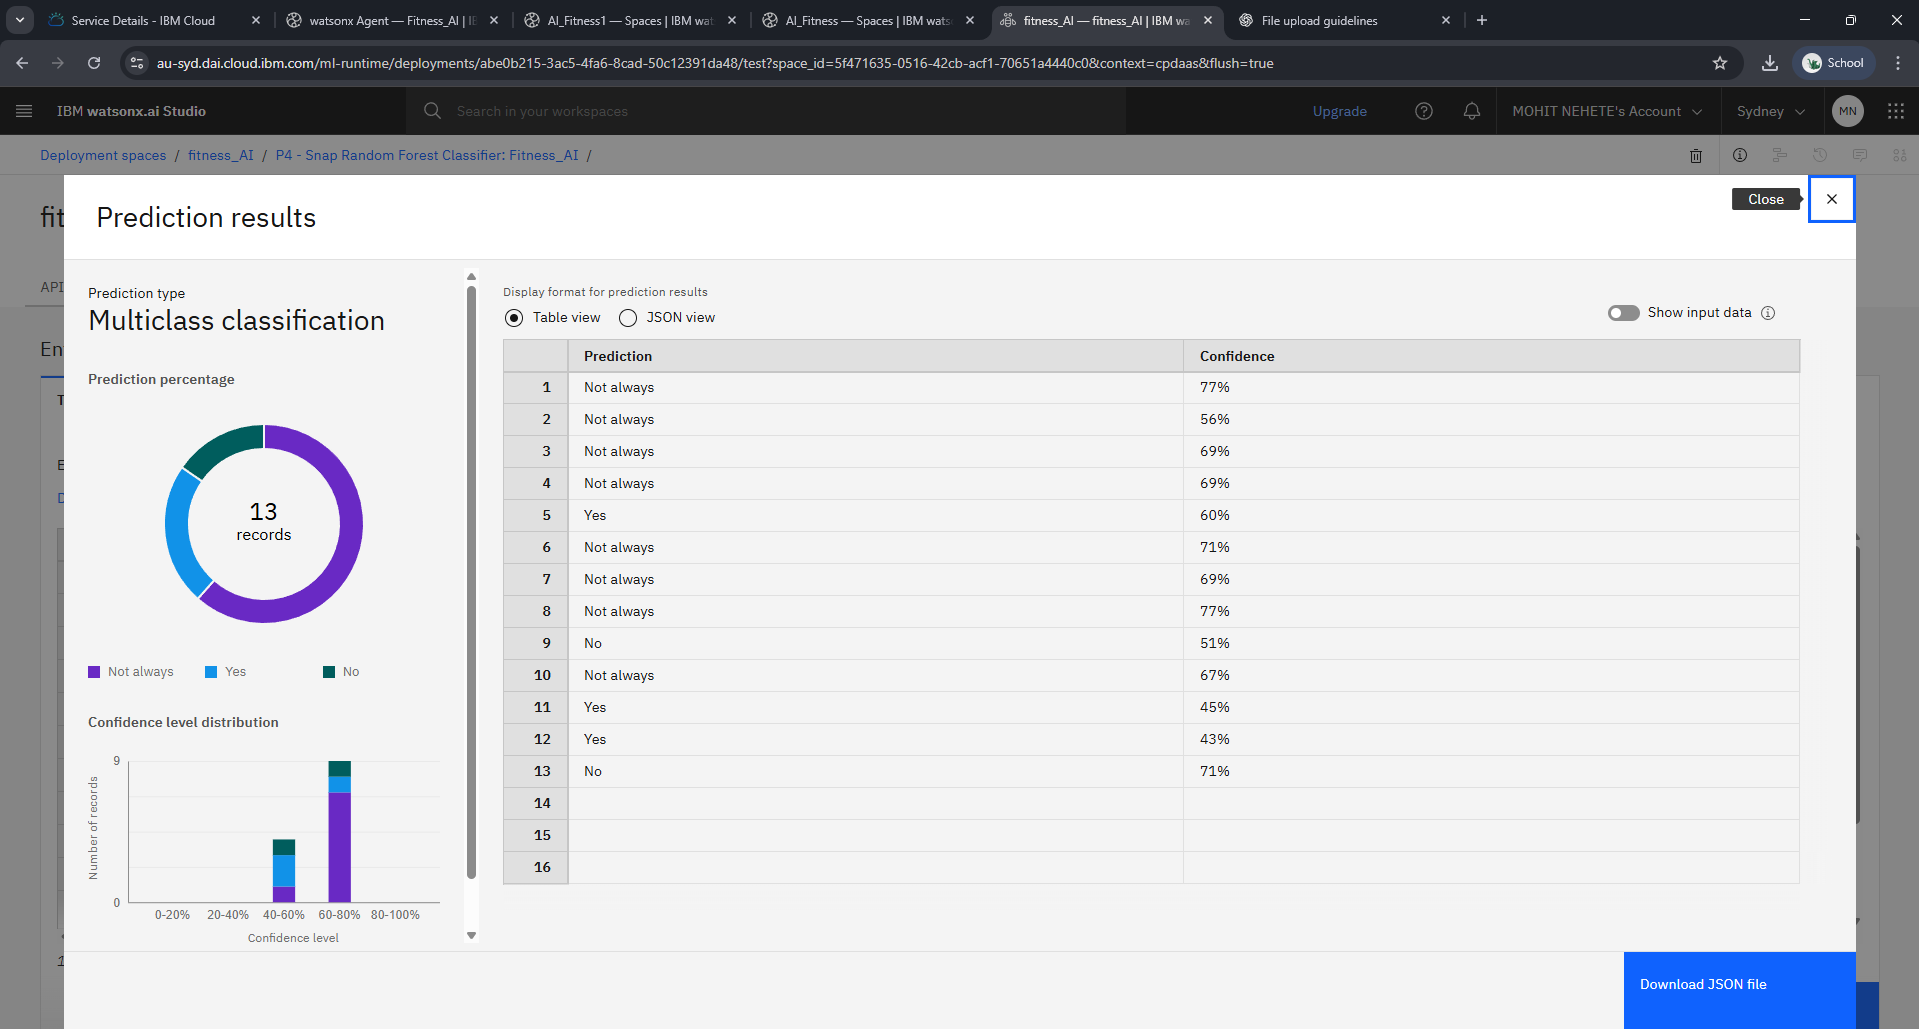 Service Details - IBM Cloud
watsonx Agent — Fitness_AI | IB
AI_Fitness1 — Spaces | IBM wat
AI_Fitness — Spaces | IBM wats
fitness_AI — fitness_AI | IBM wa
File upload guidelines
au-syd.dai.cloud.ibm.com/ml-runtime/deployments/abe0b215-3ac5-4fa6-8cad-50c12391da48/test?space_id=5f471635-0516-42cb-acf1-70651a4440c0&context=cpdaas&flush=true
School
IBM watsonx.ai Studio
Search in your workspaces
Upgrade
MOHIT NEHETE's Account
Sydney
MN
Deployment spaces / fitness_AI / P4 - Snap Random Forest Classifier: Fitness_AI /
fit
API
En
Prediction results
Close
Prediction type
Multiclass classification
Prediction percentage
13
records
Not always
Yes
No
Confidence level distribution
Number of records
9
0
0-20% 20-40% 40-60% 60-80% 80-100%
Confidence level
Display format for prediction results
Table view
JSON view
Show input data
Prediction Confidence
1 Not always 77%
2 Not always 56%
3 Not always 69%
4 Not always 69%
5 Yes 60%
6 Not always 71%
7 Not always 69%
8 Not always 77%
9 No 51%
10 Not always 67%
11 Yes 45%
12 Yes 43%
13 No 71%
14
15
16
Download JSON file